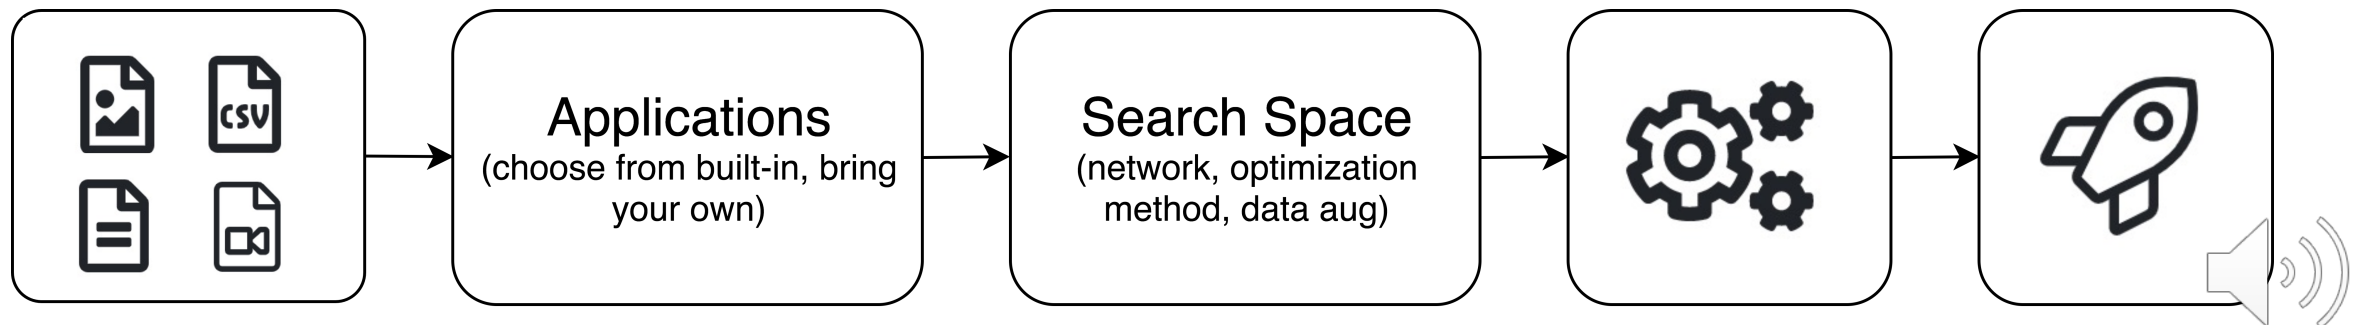 CSV
Applications
(choose from built-in, bring
your own)
Search Space
(network, optimization
method, data aug)